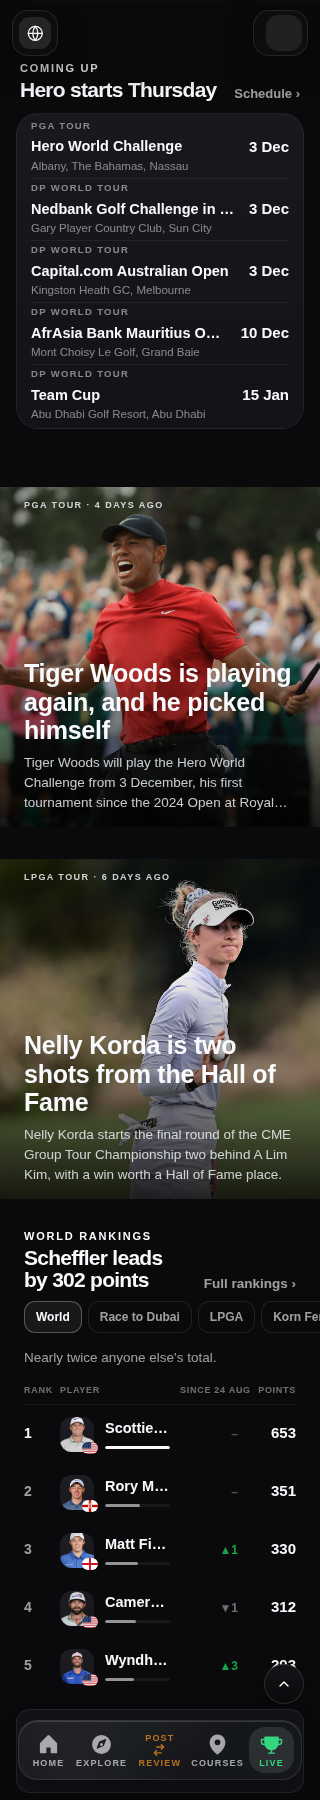 COMING UP
Hero starts Thursday
Schedule ›
PGA TOUR
Hero World Challenge
3 Dec
Albany, The Bahamas, Nassau
DP WORLD TOUR
Nedbank Golf Challenge in ...
3 Dec
Gary Player Country Club, Sun City
DP WORLD TOUR
Capital.com Australian Open
3 Dec
Kingston Heath GC, Melbourne
DP WORLD TOUR
AfrAsia Bank Mauritius O...
10 Dec
Mont Choisy Le Golf, Grand Baie
DP WORLD TOUR
Team Cup
15 Jan
Abu Dhabi Golf Resort, Abu Dhabi
PGA TOUR · 4 DAYS AGO
Tiger Woods is playing
again, and he picked
himself
Tiger Woods will play the Hero World
Challenge from 3 December, his first
tournament since the 2024 Open at Royal...
LPGA TOUR · 6 DAYS AGO
Goldman
Sachs
Nelly Korda is two
shots from the Hall of
Fame
Nelly Korda starts the final round of the CME
Group Tour Championship two behind A Lim
Kim, with a win worth a Hall of Fame place.
WORLD RANKINGS
Scheffler leads
by 302 points
Full rankings ›
World
Race to Dubai
LPGA
Korn Fe
Nearly twice anyone else's total.
RANK PLAYER SINCE 24 AUG POINTS
1 Scottie... – 653
2 Rory M... – 351
3 Matt Fi... ▲1 330
4 Camer... ▼1 312
5 Wyndh... ▲3 293
HOME
EXPLORE
POST
REVIEW
COURSES
LIVE